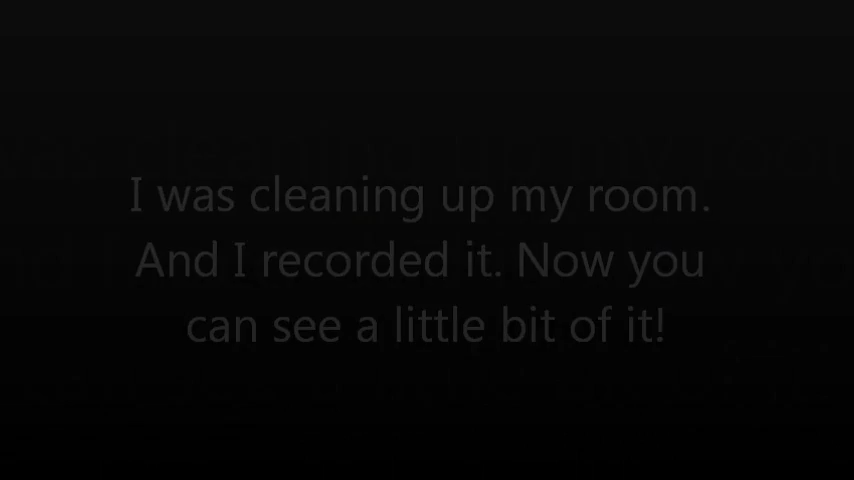 I was cleaning up my room.
And I recorded it. Now you
can see a little bit of it!